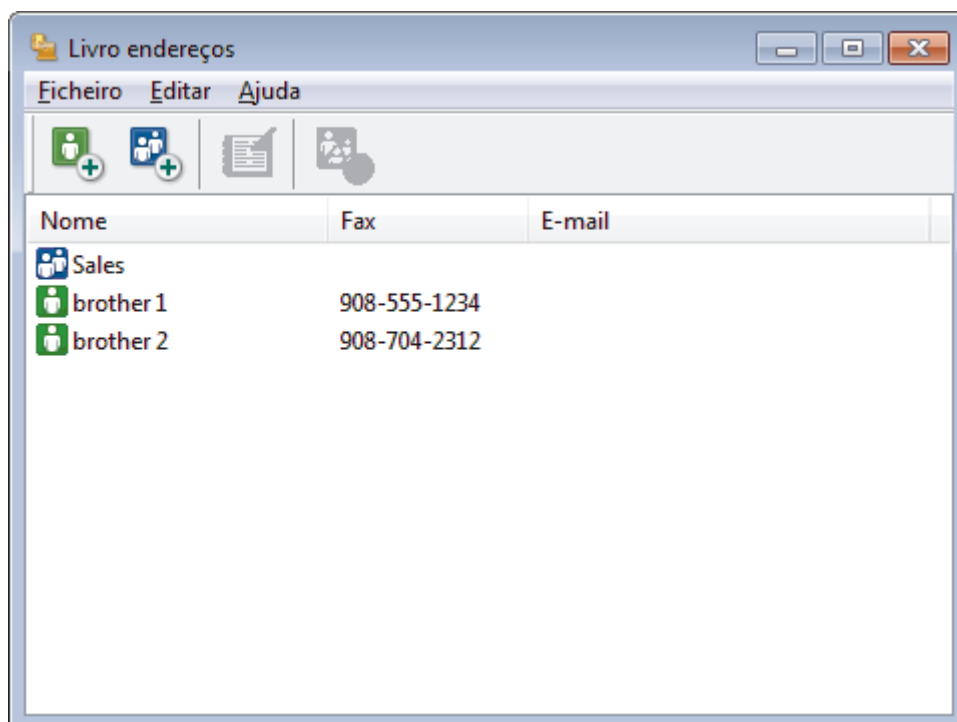 Livro endereços
Ficheiro Editar Ajuda
Nome Fax E-mail
Sales
brother 1 908-555-1234
brother 2 908-704-2312